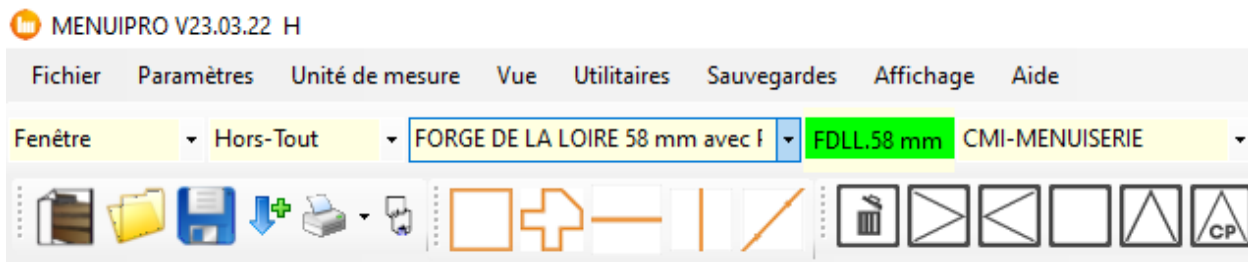 MENUIPRO V23.03.22 H
Fichier Paramètres Unité de mesure Vue Utilitaires Sauvegardes Affichage Aide
Fenêtre Hors-Tout FORGE DE LA LOIRE 58 mm avec FDLL.58 mm CMI-MENUISERIE
CP